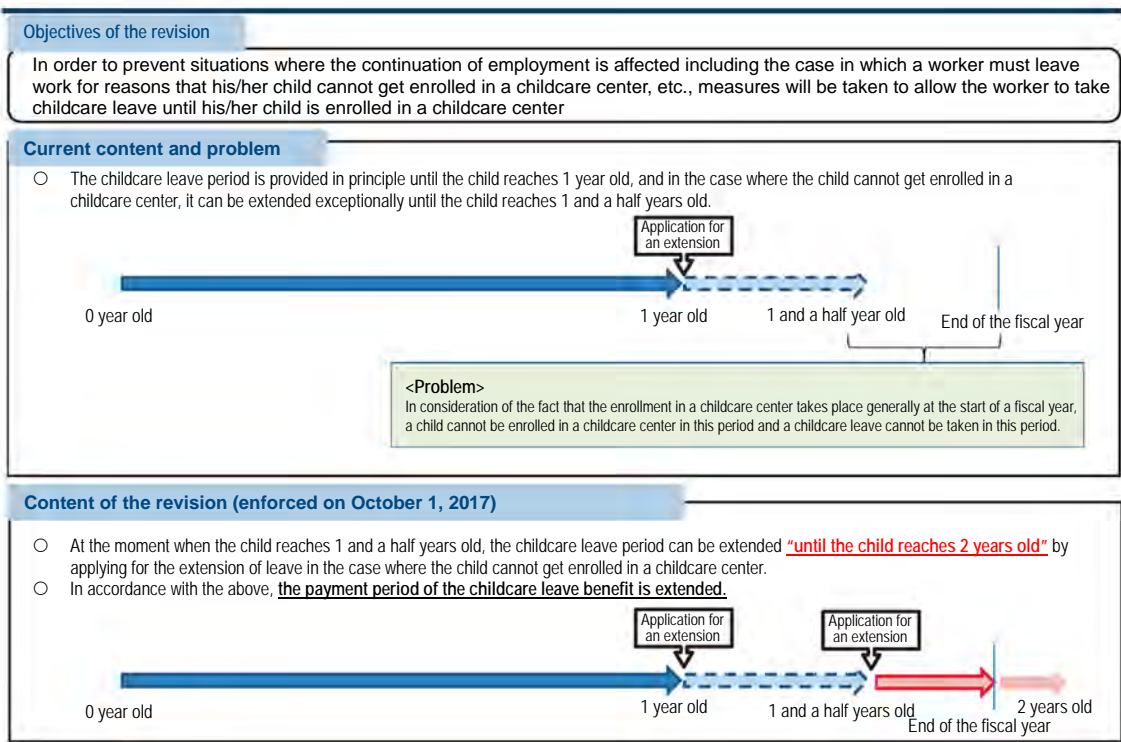 Objectives of the revision
In order to prevent situations where the continuation of employment is affected including the case in which a worker must leave
work for reasons that his/her child cannot get enrolled in a childcare center, etc., measures will be taken to allow the worker to take
childcare leave until his/her child is enrolled in a childcare center
Current content and problem
○ The childcare leave period is provided in principle until the child reaches 1 year old, and in the case where the child cannot get enrolled in a
childcare center, it can be extended exceptionally until the child reaches 1 and a half years old.
Application for
an extension
0 year old
1 year old
1 and a half year old
End of the fiscal year
<Problem>
In consideration of the fact that the enrollment in a childcare center takes place generally at the start of a fiscal year,
a child cannot be enrolled in a childcare center in this period and a childcare leave cannot be taken in this period.
Content of the revision (enforced on October 1, 2017)
○ At the moment when the child reaches 1 and a half years old, the childcare leave period can be extended "until the child reaches 2 years old" by
applying for the extension of leave in the case where the child cannot get enrolled in a childcare center.
○ In accordance with the above, the payment period of the childcare leave benefit is extended.
Application for
an extension
Application for
an extension
0 year old
1 year old
1 and a half years old
End of the fiscal year
2 years old